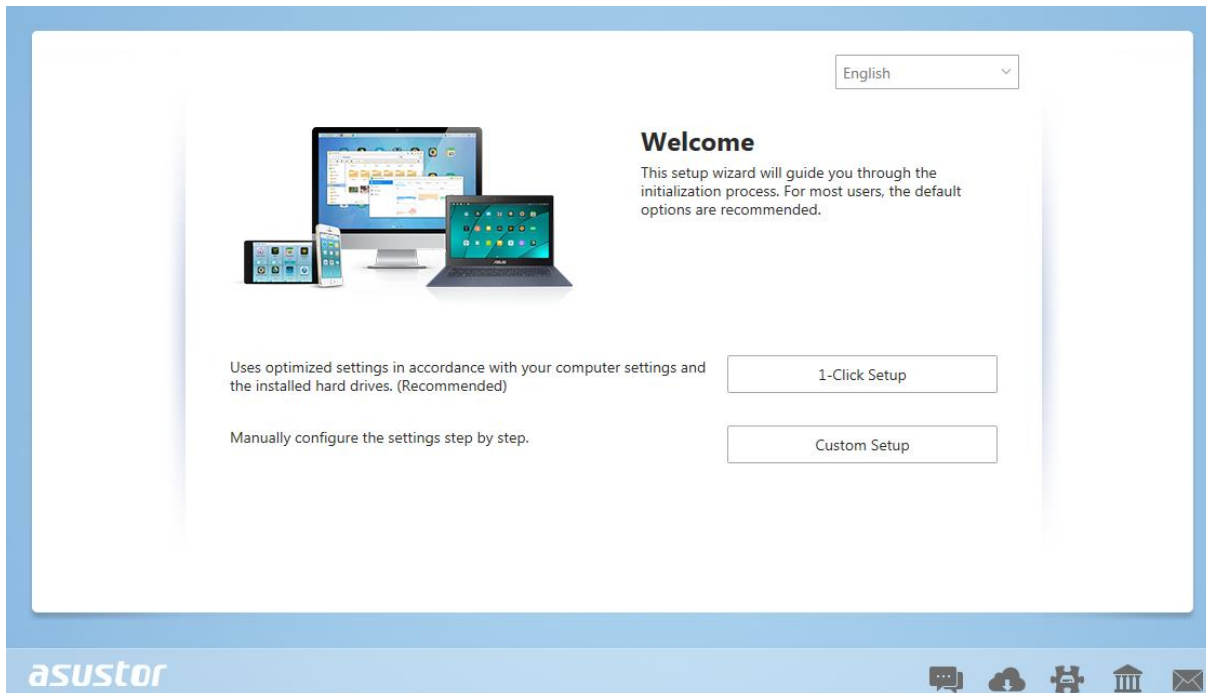 English
Welcome
This setup wizard will guide you through the
initialization process. For most users, the default
options are recommended.
Uses optimized settings in accordance with your computer settings and
the installed hard drives. (Recommended)
1-Click Setup
Manually configure the settings step by step.
Custom Setup
asustor